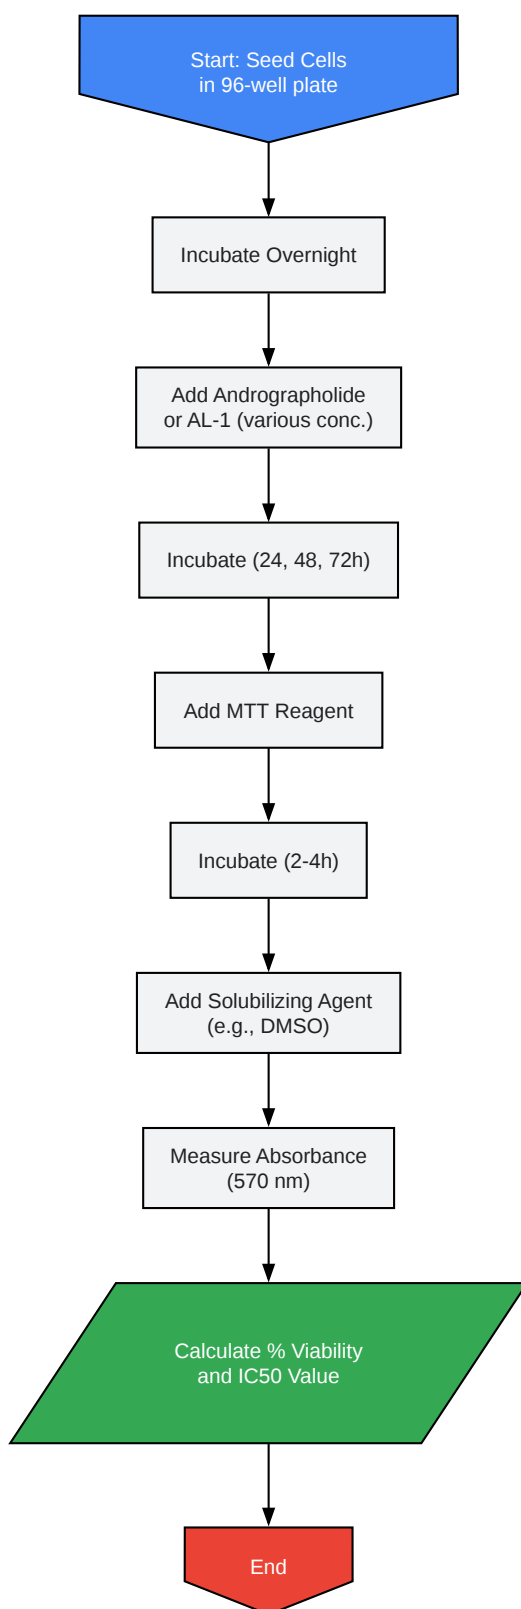 Start: Seed Cells
in 96-well plate
Incubate Overnight
Add Andrographolide
or AL-1 (various conc.)
Incubate (24, 48, 72h)
Add MTT Reagent
Incubate (2-4h)
Add Solubilizing Agent
(e.g., DMSO)
Measure Absorbance
(570 nm)
Calculate % Viability
and IC50 Value
End